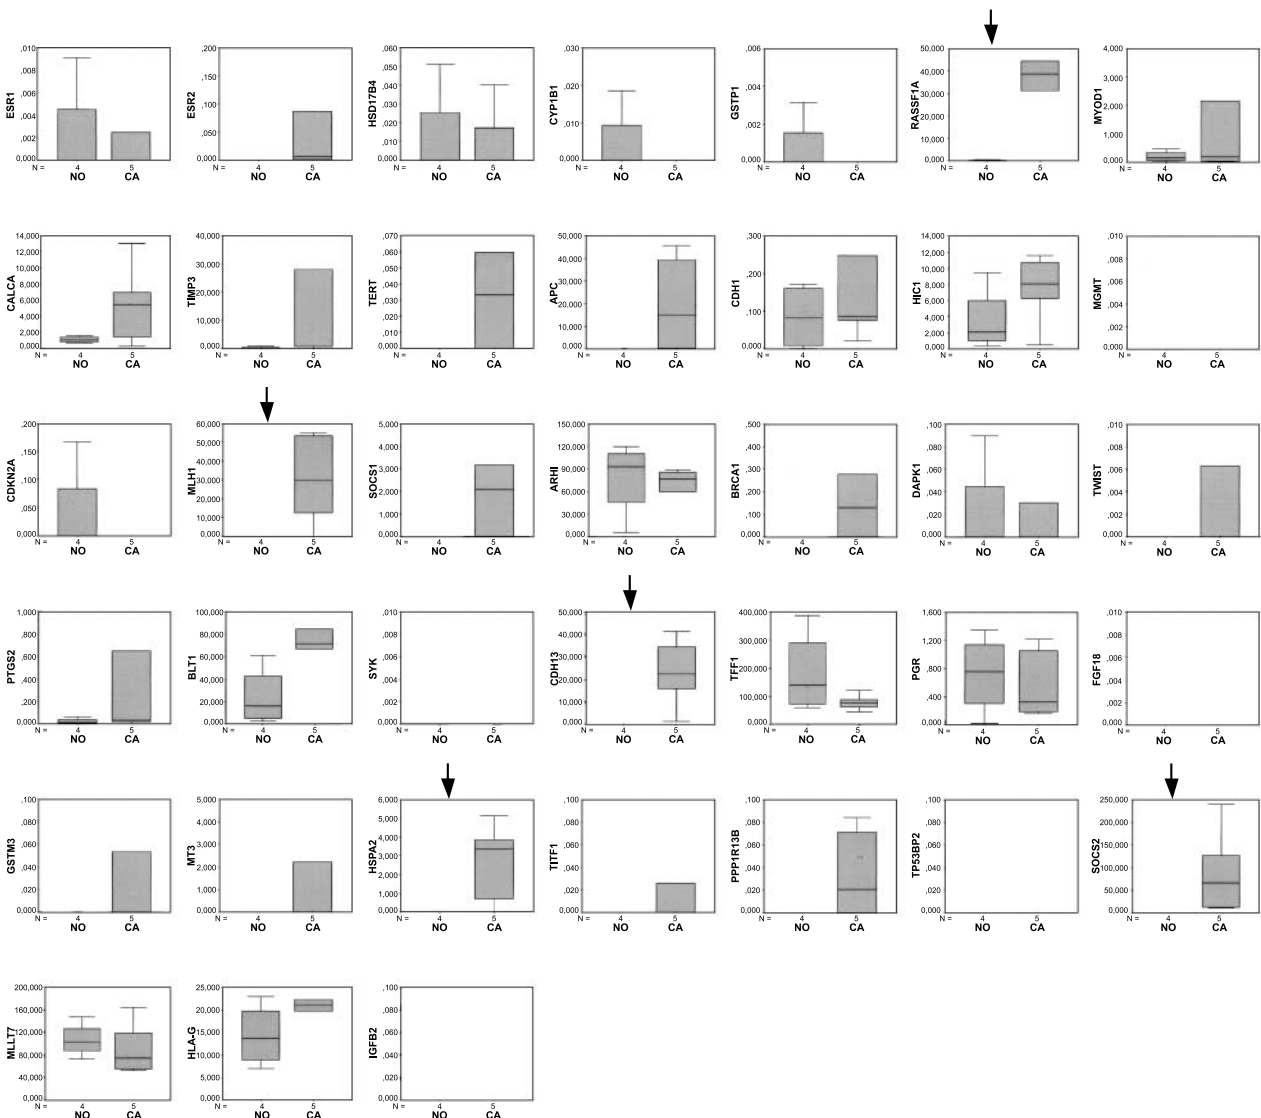 ESR1
,010
,008
,006
,004
,002
0,000
N = 4 5
NO CA
ESR2
,200
,150
,100
0,050
0,000
N = 4 5
NO CA
HSD17B4
,060
,050
,040
,030
,020
,010
0,000
N = 4 5
NO CA
CYP1B1
,030
,020
,010
0,000
N = 4 5
NO CA
GSTP1
,006
,004
,002
0,000
N = 4 5
NO CA
RASSF1A
50,000
40,000
30,000
20,000
10,000
0,000
N = 4 5
NO CA
MYOD1
4,000
3,000
2,000
1,000
0,000
N = 4 5
NO CA
CALCA
14,000
12,000
10,000
8,000
6,000
4,000
2,000
0,000
N = 4 5
NO CA
TIMP3
40,000
30,000
20,000
10,000
0,000
N = 4 5
NO CA
TERT
,070
,060
,050
,040
,030
,020
,010
0,000
N = 4 5
NO CA
APC
50,000
40,000
30,000
20,000
10,000
0,000
N = 4 5
NO CA
CDH1
,300
,200
,100
0,000
N = 4 5
NO CA
HIC1
14,000
12,000
10,000
8,000
6,000
4,000
2,000
0,000
N = 4 5
NO CA
MGMT
,010
,008
,006
,004
,002
0,000
N = 4 5
NO CA
CDKN2A
,200
,150
,100
0,050
0,000
N = 4 5
NO CA
MLH1
60,000
50,000
40,000
30,000
20,000
10,000
0,000
N = 4 5
NO CA
SOCS1
5,000
4,000
3,000
2,000
1,000
0,000
N = 4 5
NO CA
ARHI
150,000
120,000
90,000
60,000
30,000
0,000
N = 4 5
NO CA
BRCA1
,500
,400
,300
,200
,100
0,000
N = 4 5
NO CA
DAPK1
,100
,080
,060
,040
,020
0,000
N = 4 5
NO CA
TWIST
,010
,008
,006
,004
,002
0,000
N = 4 5
NO CA
PTGS2
1,000
,800
,600
,400
,200
0,000
N = 4 5
NO CA
BLT1
100,000
80,000
60,000
40,000
20,000
0,000
N = 4 5
NO CA
SYK
,010
,008
,006
,004
,002
0,000
N = 4 5
NO CA
CDH13
50,000
40,000
30,000
20,000
10,000
0,000
N = 4 5
NO CA
TFF1
400,000
300,000
200,000
100,000
0,000
N = 4 5
NO CA
PGR
1,600
1,200
,800
,400
0,000
N = 4 5
NO CA
FGF18
,010
,008
,006
,004
,002
0,000
N = 4 5
NO CA
GSTM3
,100
,080
,060
,040
,020
0,000
N = 4 5
NO CA
MT3
5,000
4,000
3,000
2,000
1,000
0,000
N = 4 5
NO CA
HSPA2
6,000
5,000
4,000
3,000
2,000
1,000
0,000
N = 4 5
NO CA
TITF1
,100
,080
,060
,040
,020
0,000
N = 4 5
NO CA
PPP1R13B
,100
,080
,060
,040
,020
0,000
N = 4 5
NO CA
TP53BP2
,100
,080
,060
,040
,020
0,000
N = 4 5
NO CA
SOCS2
250,000
200,000
150,000
100,000
50,000
0,000
N = 4 5
NO CA
MLLT7
200,000
160,000
120,000
80,000
40,000
0,000
N = 4 5
NO CA
HLA-G
25,000
20,000
15,000
10,000
5,000
0,000
N = 4 5
NO CA
IGFB2
,100
,080
,060
,040
,020
0,000
N = 4 5
NO CA